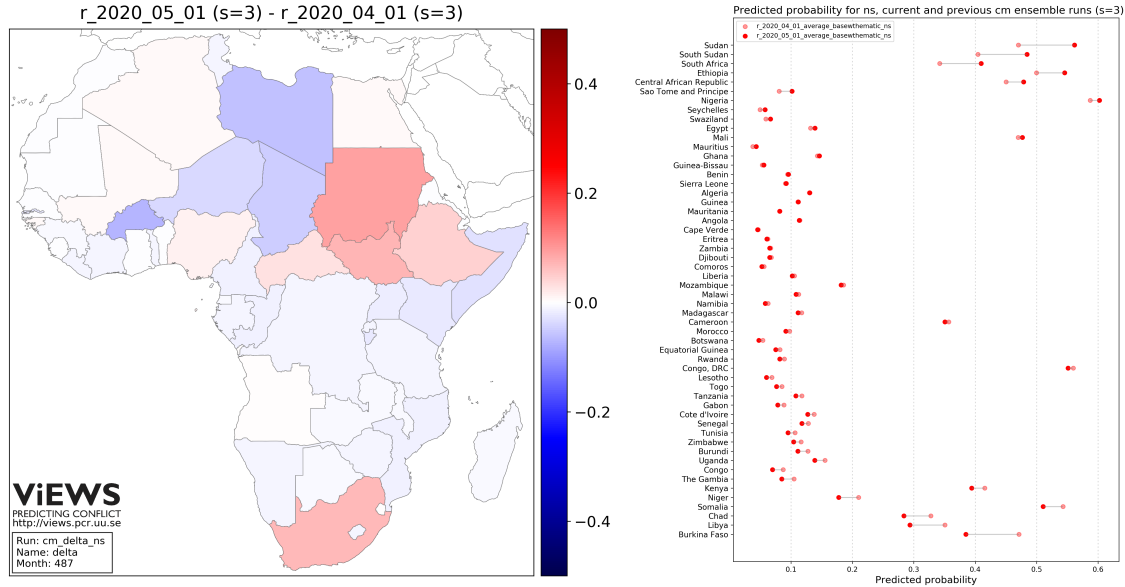 r_2020_05_01 (s=3) - r_2020_04_01 (s=3)
0.4
0.2
0.0
−0.2
−0.4
ViEWS
PREDICTING CONFLICT
http://views.pcr.uu.se
Run: cm_delta_ns
Name: delta
Month: 487
Predicted probability for ns, current and previous cm ensemble runs (s=3)
r_2020_04_01_average_basewthematic_ns
r_2020_05_01_average_basewthematic_ns
Sudan
South Sudan
South Africa
Ethiopia
Central African Republic
Sao Tome and Principe
Nigeria
Seychelles
Swaziland
Egypt
Mali
Mauritius
Ghana
Guinea-Bissau
Benin
Sierra Leone
Algeria
Guinea
Mauritania
Angola
Cape Verde
Eritrea
Zambia
Djibouti
Comoros
Liberia
Mozambique
Malawi
Namibia
Madagascar
Cameroon
Morocco
Botswana
Equatorial Guinea
Rwanda
Congo, DRC
Lesotho
Togo
Tanzania
Gabon
Cote d'Ivoire
Senegal
Tunisia
Zimbabwe
Burundi
Uganda
Congo
The Gambia
Kenya
Niger
Somalia
Chad
Libya
Burkina Faso
0.1 0.2 0.3 0.4 0.5 0.6
Predicted probability